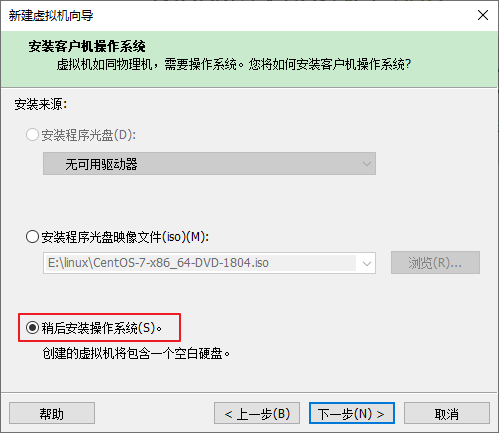 新建虚拟机向导
安装客户机操作系统
虚拟机如同物理机，需要操作系统。您将如何安装客户机操作系统?
安装来源:
安装程序光盘(D):
无可用驱动器
安装程序光盘映像文件(iso)(M):
E:\linux\CentOS-7-x86_64-DVD-1804.iso
浏览(R)...
稍后安装操作系统(S)。
创建的虚拟机将包含一个空白硬盘。
帮助
< 上一步(B)
下一步(N) >
取消